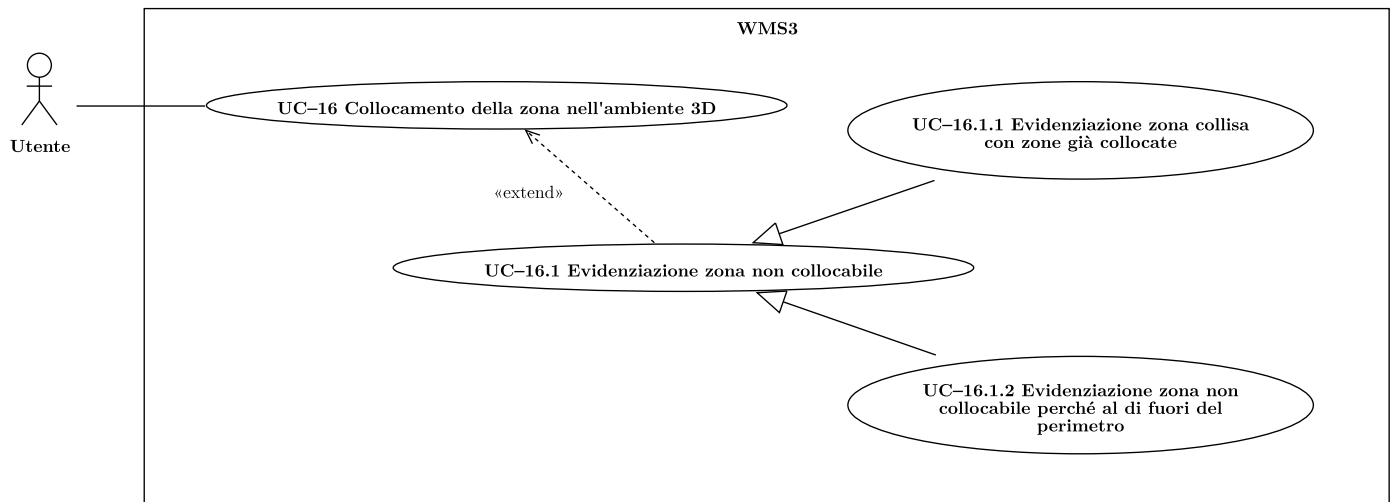 WMS3
Utente
UC–16 Collocamento della zona nell'ambiente 3D
UC–16.1.1 Evidenziazione zona collisa
con zone già collocate
«extend»
UC–16.1 Evidenziazione zona non collocabile
UC–16.1.2 Evidenziazione zona non
collocabile perché al di fuori del
perimetro